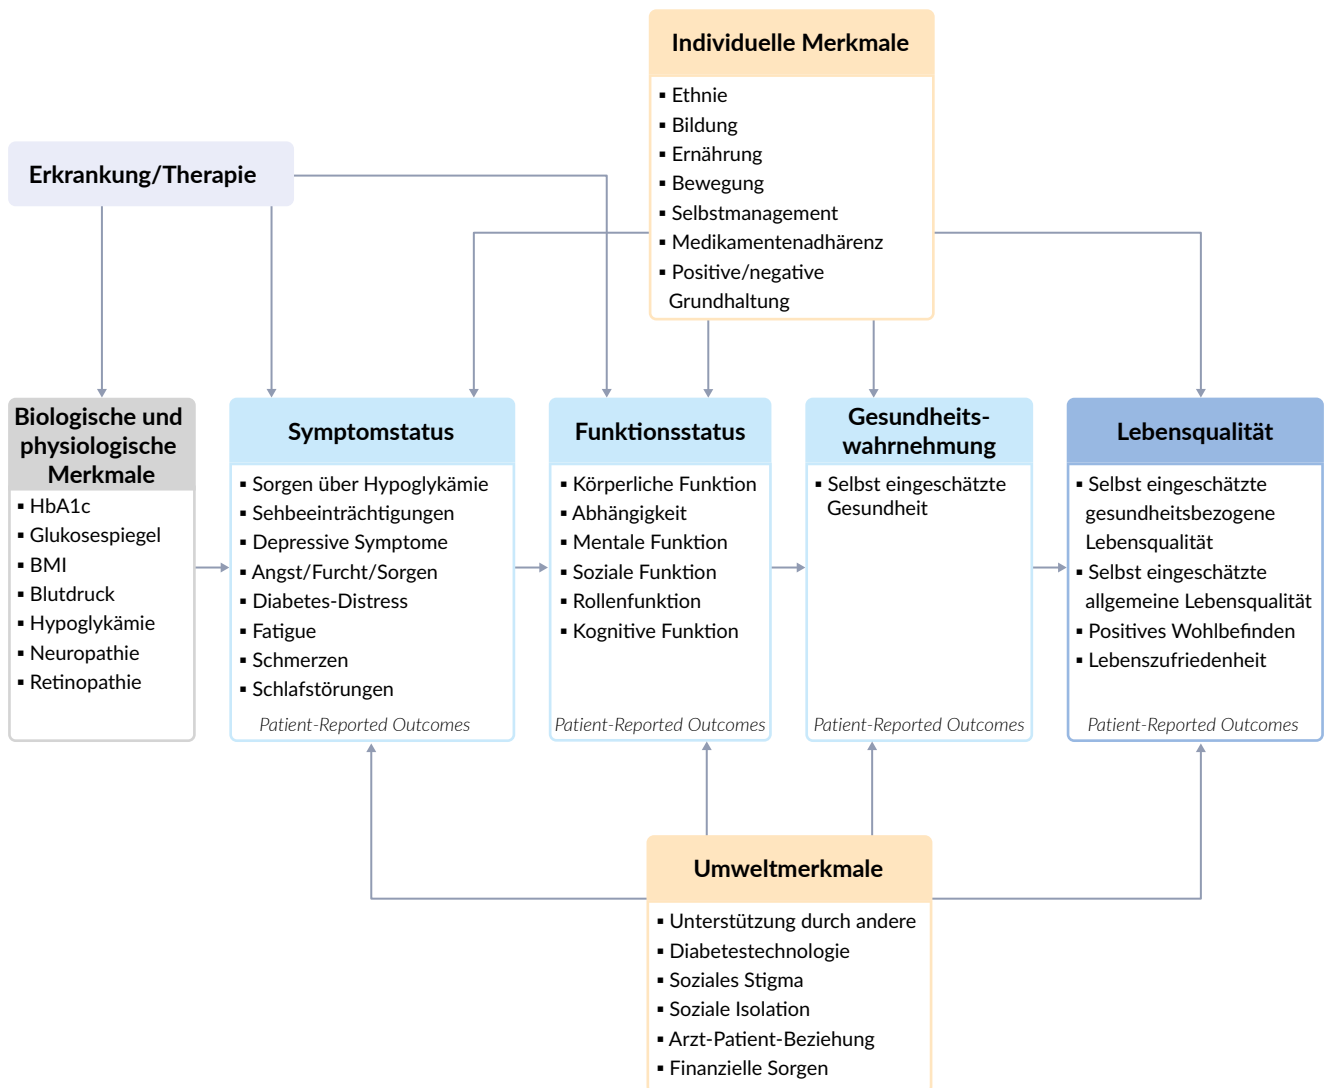 Individuelle Merkmale
▪ Ethnie
▪ Bildung
▪ Ernährung
▪ Bewegung
▪ Selbstmanagement
▪ Medikamentenadhärenz
▪ Positive/negative
Grundhaltung
Erkrankung/Therapie
Biologische und
physiologische
Merkmale
▪ HbA1c
▪ Glukosespiegel
▪ BMI
▪ Blutdruck
▪ Hypoglykämie
▪ Neuropathie
▪ Retinopathie
Symptomstatus
▪ Sorgen über Hypoglykämie
▪ Sehbeeinträchtigungen
▪ Depressive Symptome
▪ Angst/Furcht/Sorgen
▪ Diabetes-Distress
▪ Fatigue
▪ Schmerzen
▪ Schlafstörungen
Patient-Reported Outcomes
Funktionsstatus
▪ Körperliche Funktion
▪ Abhängigkeit
▪ Mentale Funktion
▪ Soziale Funktion
▪ Rollenfunktion
▪ Kognitive Funktion
Patient-Reported Outcomes
Gesundheits-
wahrnehmung
▪ Selbst eingeschätzte
Gesundheit
Patient-Reported Outcomes
Lebensqualität
▪ Selbst eingeschätzte
gesundheitsbezogene
Lebensqualität
▪ Selbst eingeschätzte
allgemeine Lebensqualität
▪ Positives Wohlbefinden
▪ Lebenszufriedenheit
Patient-Reported Outcomes
Umweltmerkmale
▪ Unterstützung durch andere
▪ Diabetestechnologie
▪ Soziales Stigma
▪ Soziale Isolation
▪ Arzt-Patient-Beziehung
▪ Finanzielle Sorgen